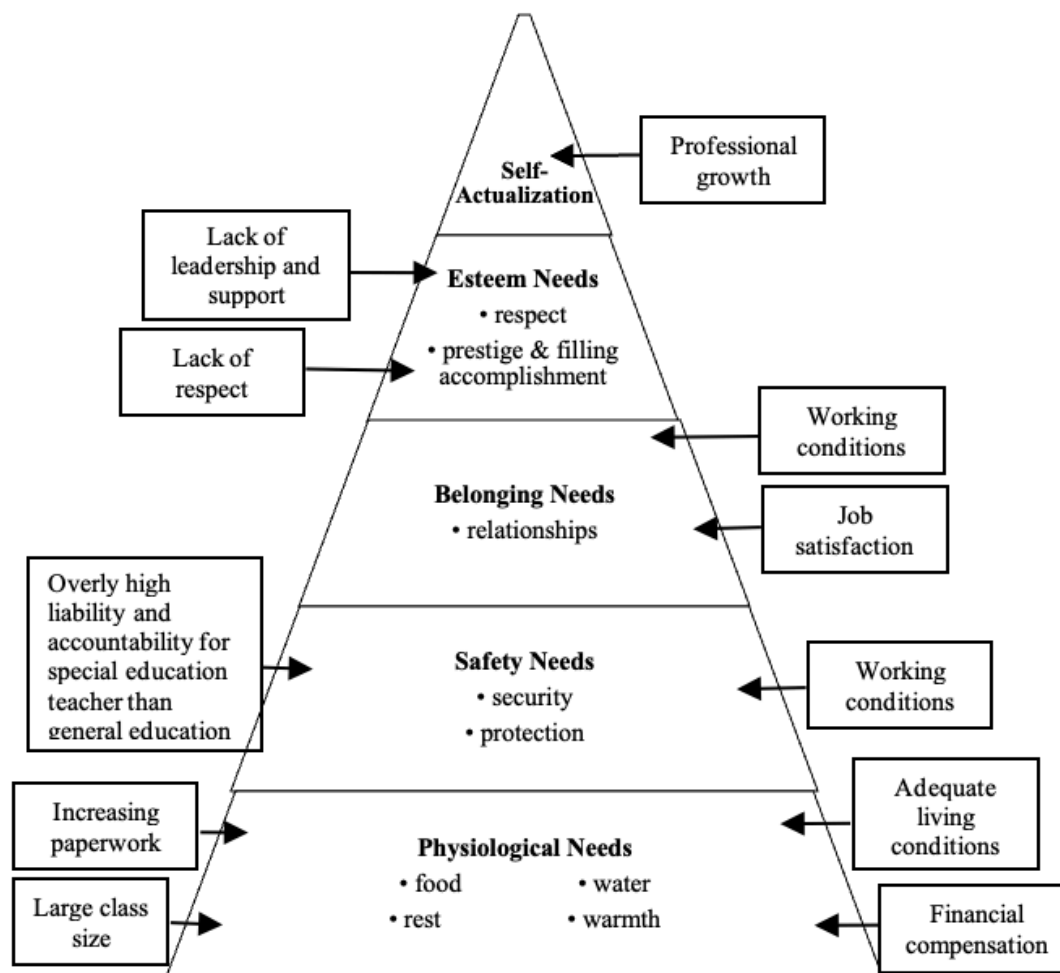 Professional
growth
Self-
Actualization
Lack of
leadership and
support
Esteem Needs
• respect
• prestige & filling
accomplishment
Lack of
respect
Working
conditions
Belonging Needs
• relationships
Job
satisfaction
Overly high
liability and
accountability for
special education
teacher than
general education
Safety Needs
• security
• protection
Working
conditions
Increasing
paperwork
Adequate
living
conditions
Physiological Needs
• food • water
• rest • warmth
Large class
size
Financial
compensation